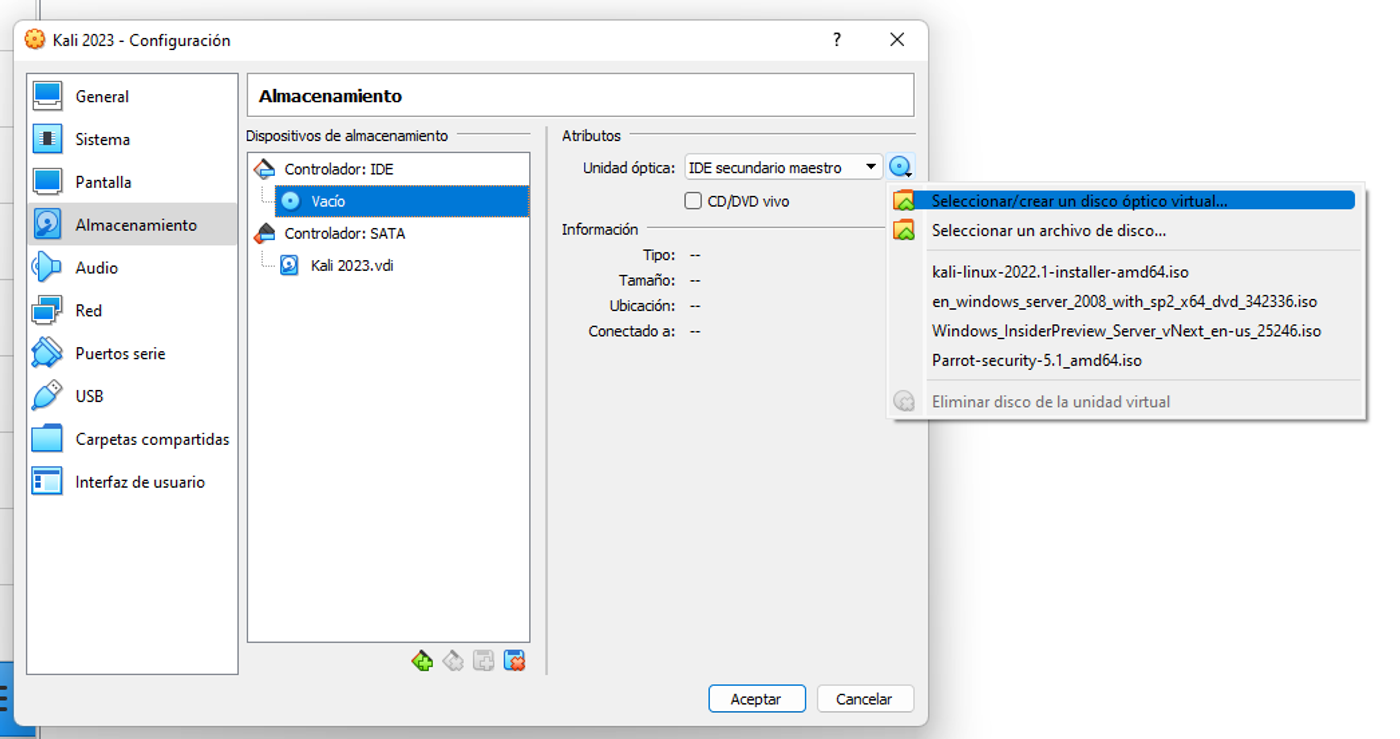 Kali 2023 - Configuración
?
General
Sistema
Pantalla
Almacenamiento
Audio
Red
Puertos serie
USB
Carpetas compartidas
Interfaz de usuario
Almacenamiento
Dispositivos de almacenamiento
Controlador: IDE
Vacío
Controlador: SATA
Kali 2023.vdi
Atributos
Unidad óptica: IDE secundario maestro
CD/DVD vivo
Información
Tipo: --
Tamaño: --
Ubicación: --
Conectado a: --
Seleccionar/crear un disco óptico virtual...
Seleccionar un archivo de disco...
kali-linux-2022.1-installer-amd64.iso
en_windows_server_2008_with_sp2_x64_dvd_342336.iso
Windows_InsiderPreview_Server_vNext_en-us_25246.iso
Parrot-security-5.1_amd64.iso
Eliminar disco de la unidad virtual
Aceptar
Cancelar